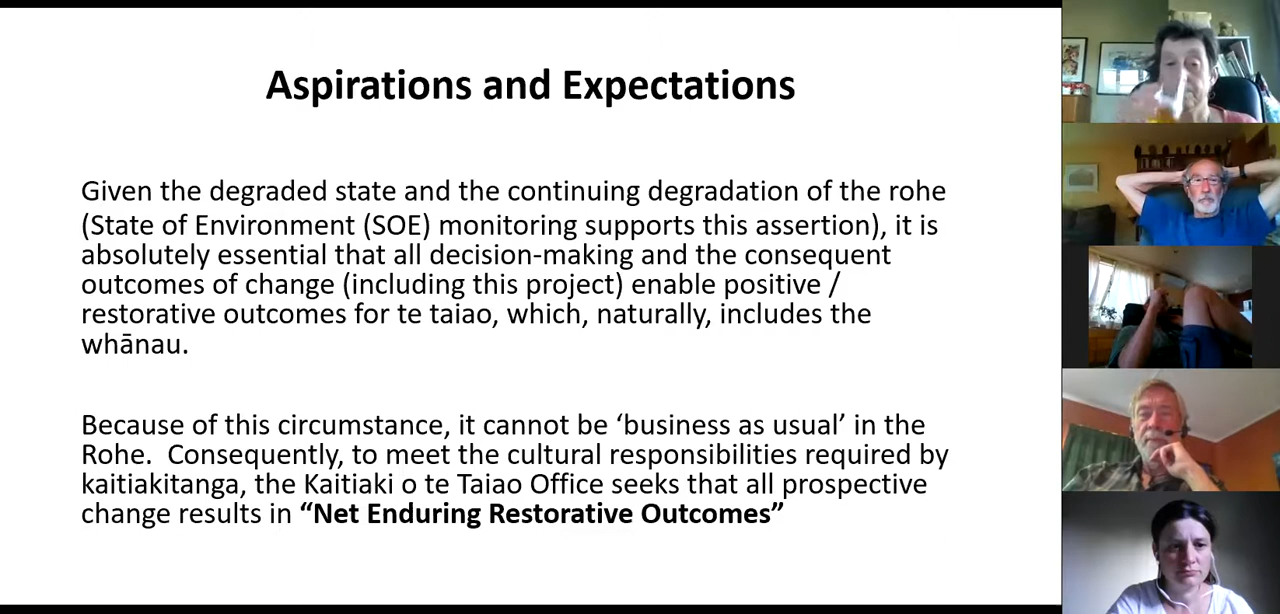 Aspirations and Expectations
Given the degraded state and the continuing degradation of the rohe
(State of Environment (SOE) monitoring supports this assertion), it is
absolutely essential that all decision-making and the consequent
outcomes of change (including this project) enable positive /
restorative outcomes for te taiao, which, naturally, includes the
whānau.
Because of this circumstance, it cannot be ‘business as usual’ in the
Rohe.  Consequently, to meet the cultural responsibilities required by
kaitiakitanga, the Kaitiaki o te Taiao Office seeks that all prospective
change results in “Net Enduring Restorative Outcomes”